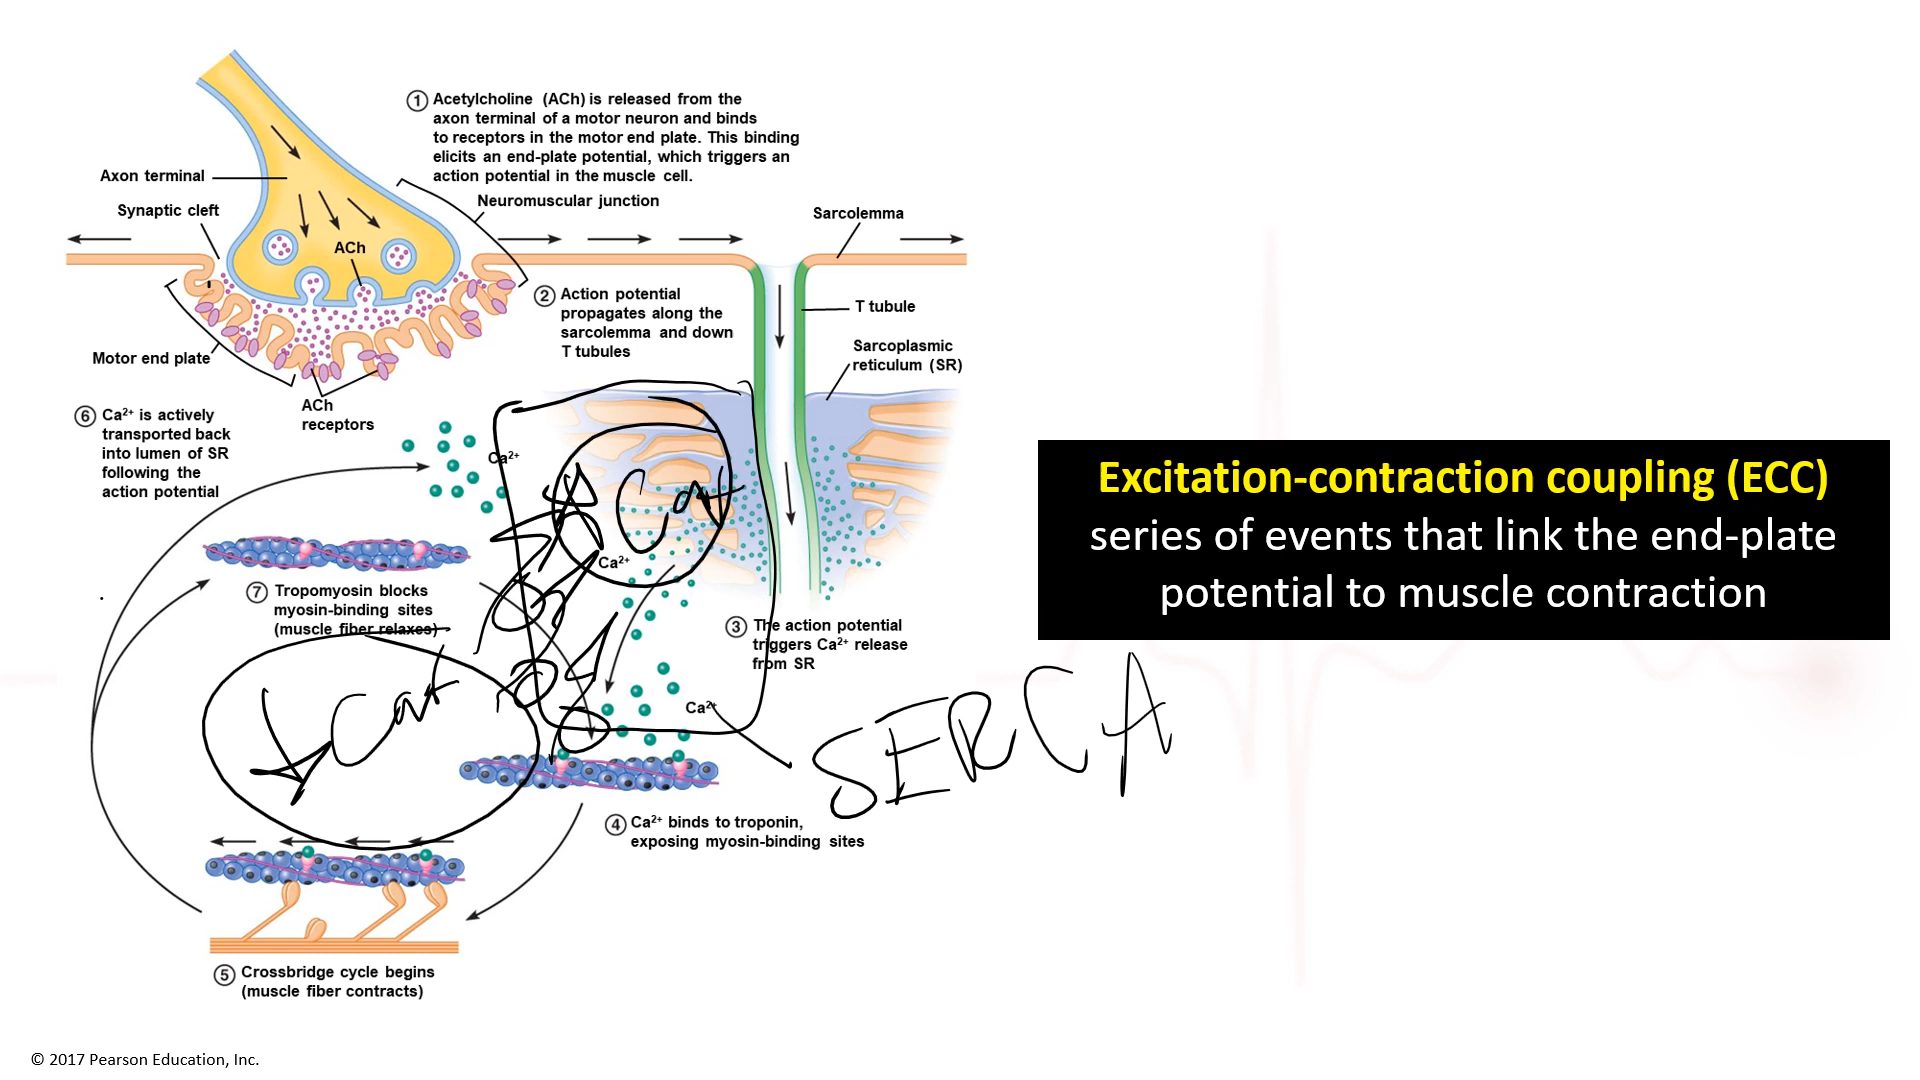 ① Acetylcholine (ACh) is released from the
axon terminal of a motor neuron and binds
to receptors in the motor end plate. This binding
elicits an end-plate potential, which triggers an
action potential in the muscle cell.
Axon terminal
Synaptic cleft
Neuromuscular junction
Sarcolemma
ACh
② Action potential
propagates along the
sarcolemma and down
T tubules
T tubule
Motor end plate
Sarcoplasmic
reticulum (SR)
ACh
receptors
⑥ Ca²⁺ is actively
transported back
into lumen of SR
following the
action potential
Ca²⁺
Excitation-contraction coupling (ECC)
series of events that link the end-plate
potential to muscle contraction
Ca²⁺
⑦ Tropomyosin blocks
myosin-binding sites
(muscle fiber relaxes)
③ The action potential
triggers Ca²⁺ release
from SR
Ca²⁺
SERCA
④ Ca²⁺ binds to troponin,
exposing myosin-binding sites
⑤ Crossbridge cycle begins
(muscle fiber contracts)
© 2017 Pearson Education, Inc.